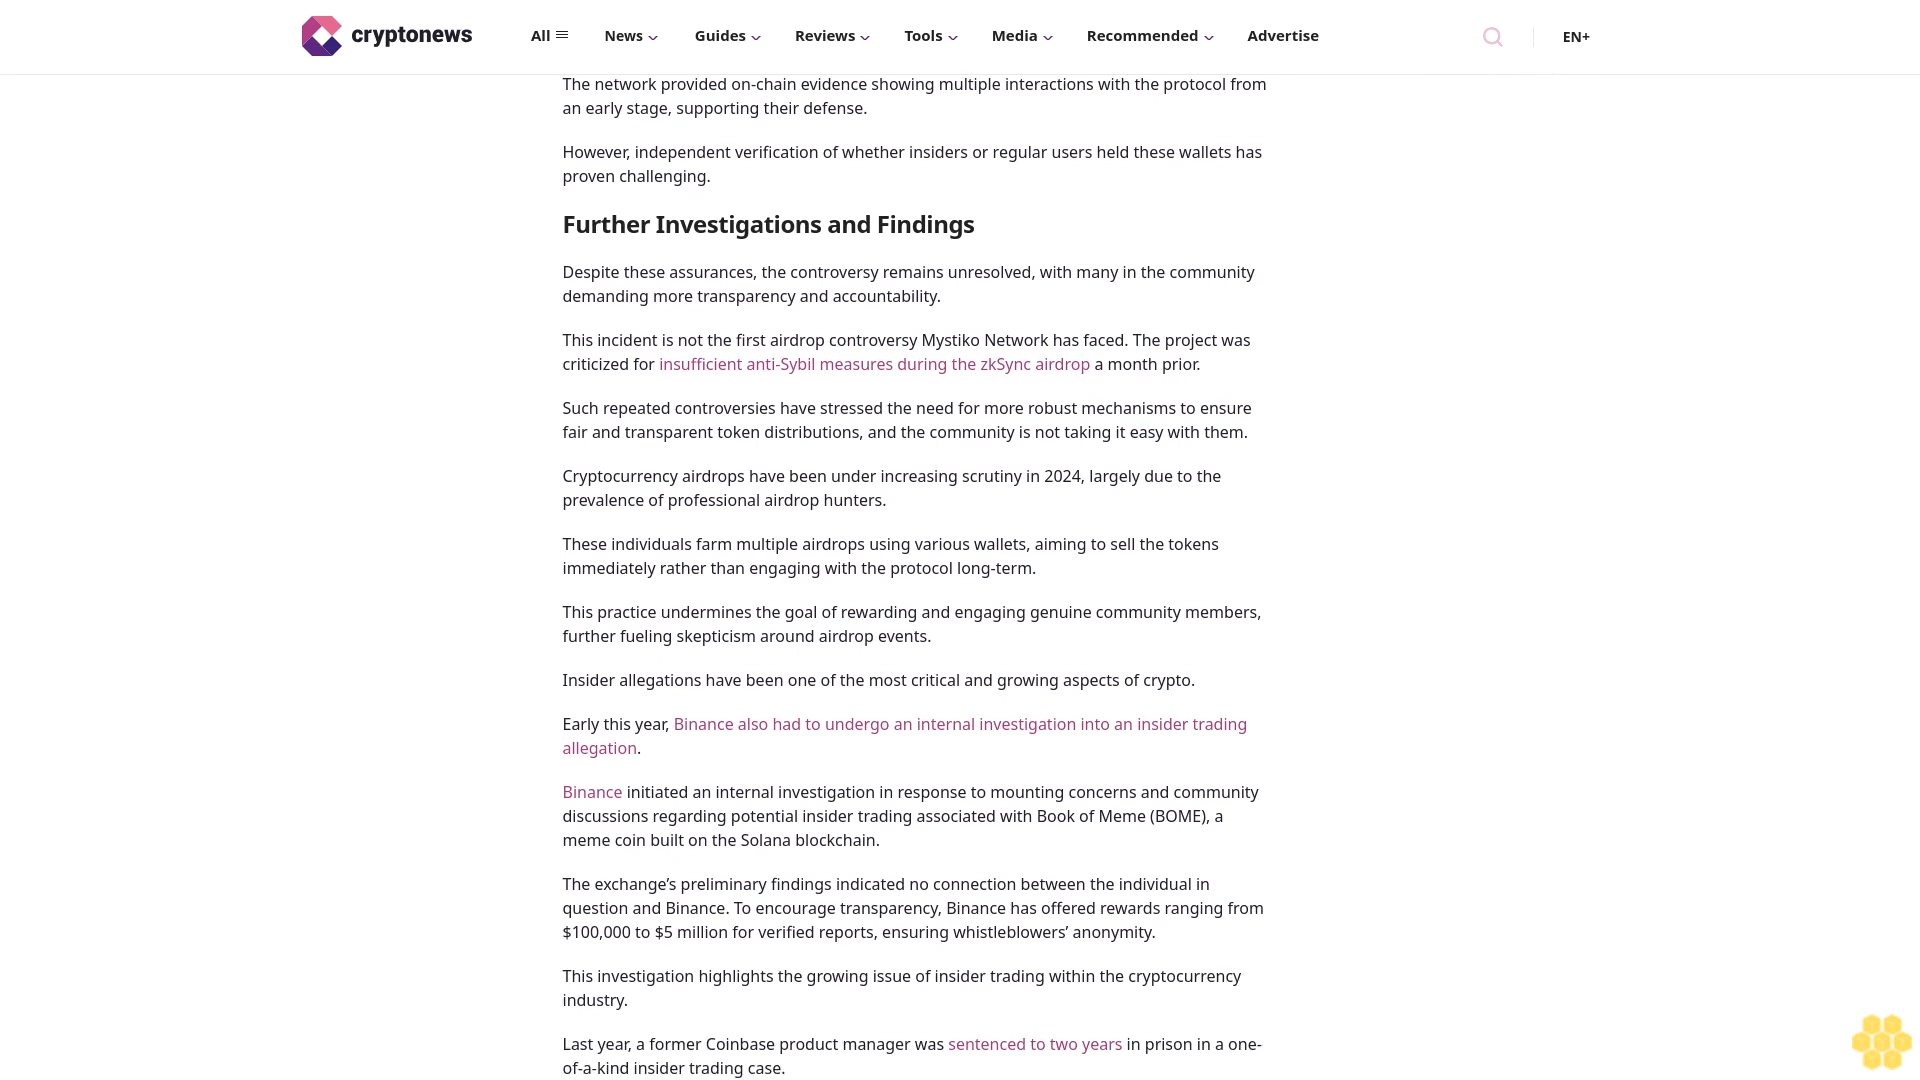 cryptonews
All
News
Guides
Reviews
Tools
Media
Recommended
Advertise
EN+
The network provided on-chain evidence showing multiple interactions with the protocol from
an early stage, supporting their defense.
However, independent verification of whether insiders or regular users held these wallets has
proven challenging.
Further Investigations and Findings
Despite these assurances, the controversy remains unresolved, with many in the community
demanding more transparency and accountability.
This incident is not the first airdrop controversy Mystiko Network has faced. The project was
criticized for insufficient anti-Sybil measures during the zkSync airdrop a month prior.
Such repeated controversies have stressed the need for more robust mechanisms to ensure
fair and transparent token distributions, and the community is not taking it easy with them.
Cryptocurrency airdrops have been under increasing scrutiny in 2024, largely due to the
prevalence of professional airdrop hunters.
These individuals farm multiple airdrops using various wallets, aiming to sell the tokens
immediately rather than engaging with the protocol long-term.
This practice undermines the goal of rewarding and engaging genuine community members,
further fueling skepticism around airdrop events.
Insider allegations have been one of the most critical and growing aspects of crypto.
Early this year, Binance also had to undergo an internal investigation into an insider trading
allegation.
Binance initiated an internal investigation in response to mounting concerns and community
discussions regarding potential insider trading associated with Book of Meme (BOME), a
meme coin built on the Solana blockchain.
The exchange’s preliminary findings indicated no connection between the individual in
question and Binance. To encourage transparency, Binance has offered rewards ranging from
$100,000 to $5 million for verified reports, ensuring whistleblowers’ anonymity.
This investigation highlights the growing issue of insider trading within the cryptocurrency
industry.
Last year, a former Coinbase product manager was sentenced to two years in prison in a one-
of-a-kind insider trading case.